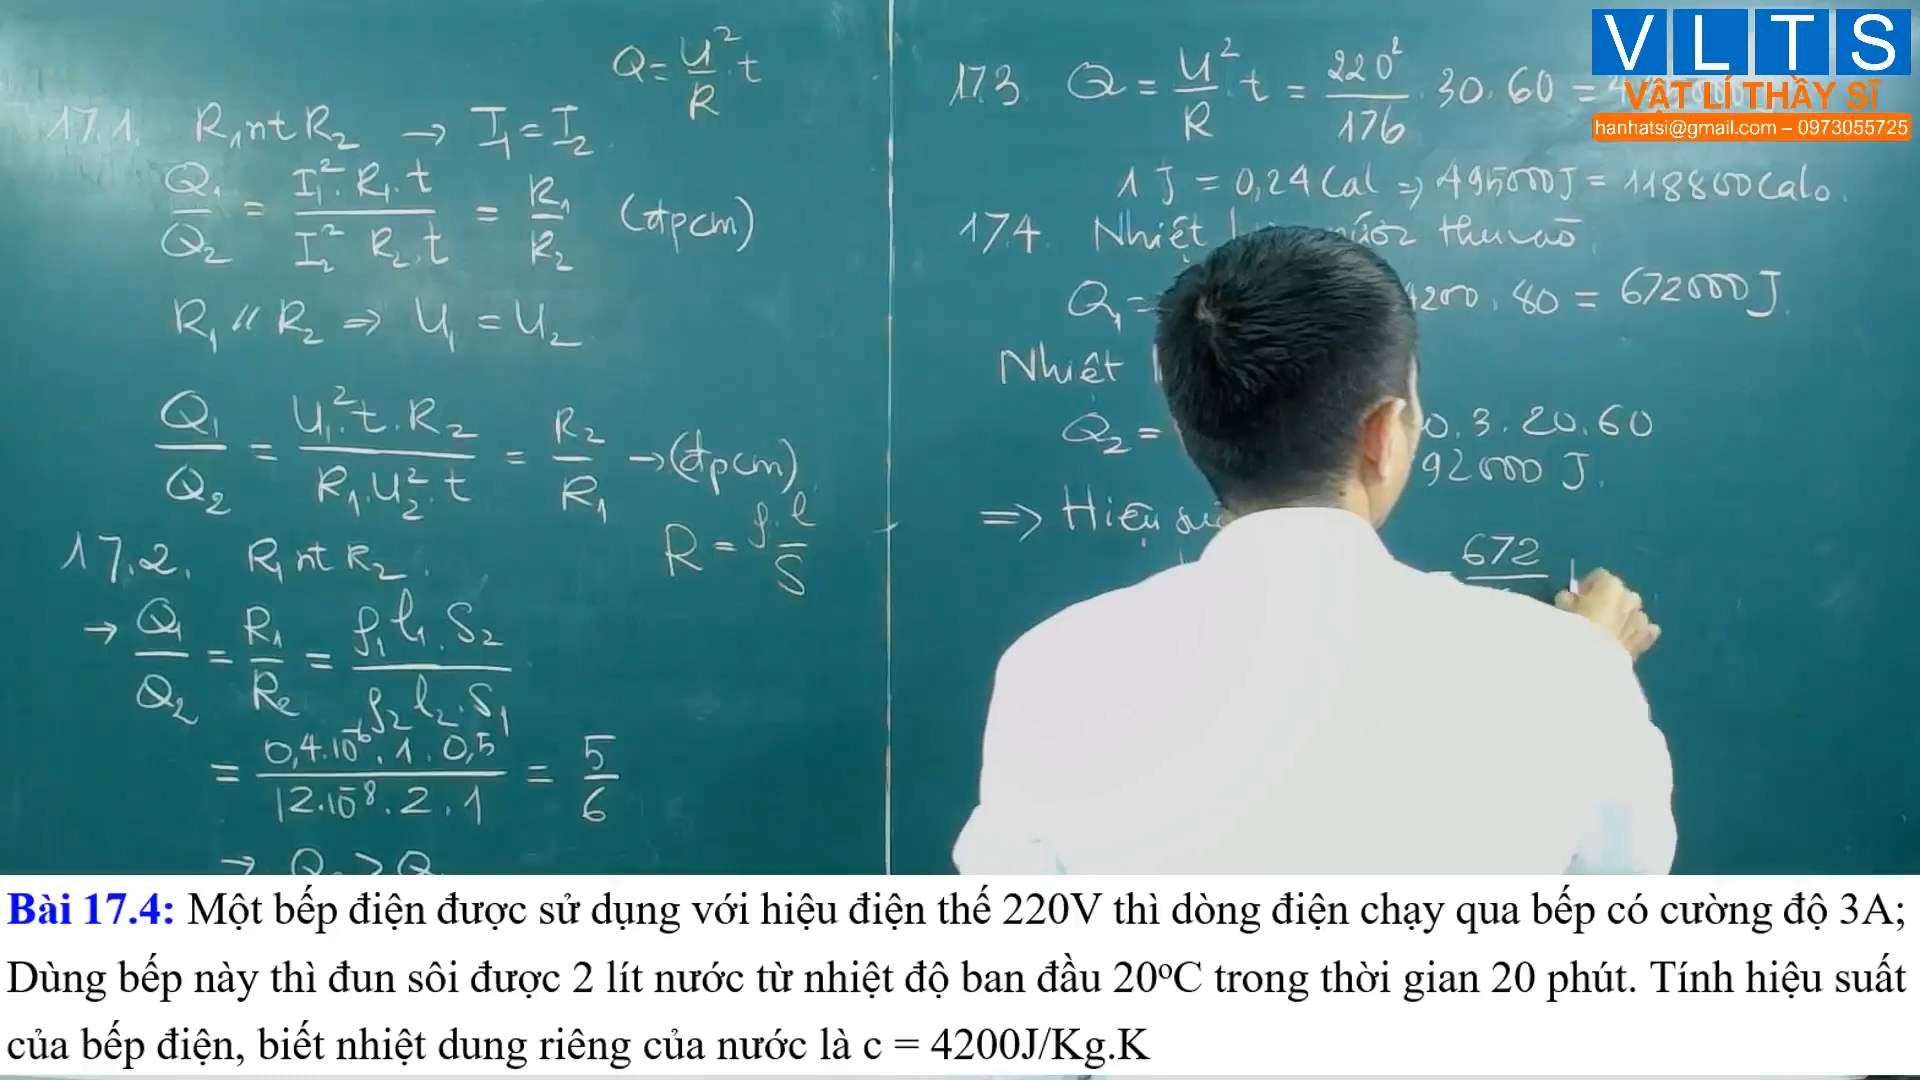 Q = U²/R . t
17.1. R₁ nt R₂ → I₁ = I₂
Q₁/Q₂ = I₁².R₁.t / I₂² R₂.t = R₁/R₂ (đpcm)
R₁ // R₂ ⇒ U₁ = U₂
Q₁/Q₂ = U₁².t.R₂ / R₁.U₂².t = R₂/R₁ → (đpcm)
R = ρ.l/S
17.2. R₁ nt R₂.
→ Q₁/Q₂ = R₁/R₂ = ρ₁l₁.S₂ / ρ₂l₂.S₁
= 0,4.10⁻⁶.1.0,5 / 12.10⁻⁸.2.1 = 5/6
→ Q > Q
17.3 Q = U²/R . t = 220²/176 . 30.60 =
1 J = 0,24 Cal ⇒ 495000J = 118800 Calo.
17.4. Nhiệt nước thu vào
Q₁ = 4200 . 80 = 672000 J
Nhiệt
Q₂ = 0.3.20.60
92000 J.
⇒ Hiệu
= 672
VLTS
VẬT LÍ THẦY SĨ
hanhatsi@gmail.com – 0973055725
Bài 17.4: Một bếp điện được sử dụng với hiệu điện thế 220V thì dòng điện chạy qua bếp có cường độ 3A;
Dùng bếp này thì đun sôi được 2 lít nước từ nhiệt độ ban đầu 20°C trong thời gian 20 phút. Tính hiệu suất
của bếp điện, biết nhiệt dung riêng của nước là c = 4200J/Kg.K